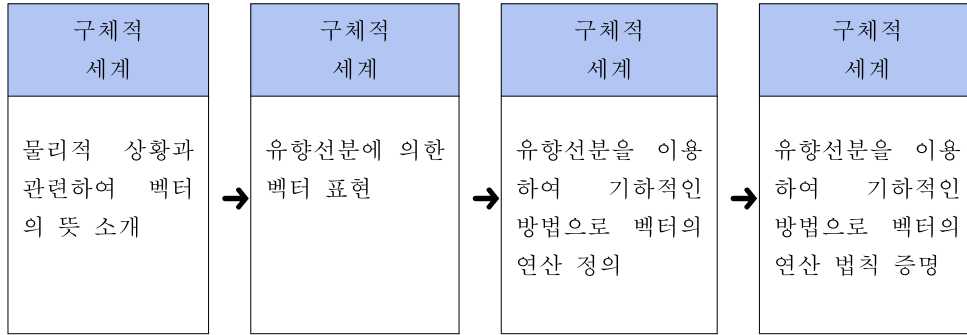 구체적
세계
물리적 상황과
관련하여 벡터
의 뜻 소개
구체적
세계
유향선분에 의한
벡터 표현
구체적
세계
유향선분을 이용
하여 기하적인
방법으로 벡터의
연산 정의
구체적
세계
유향선분을 이용
하여 기하적인
방법으로 벡터의
연산 법칙 증명